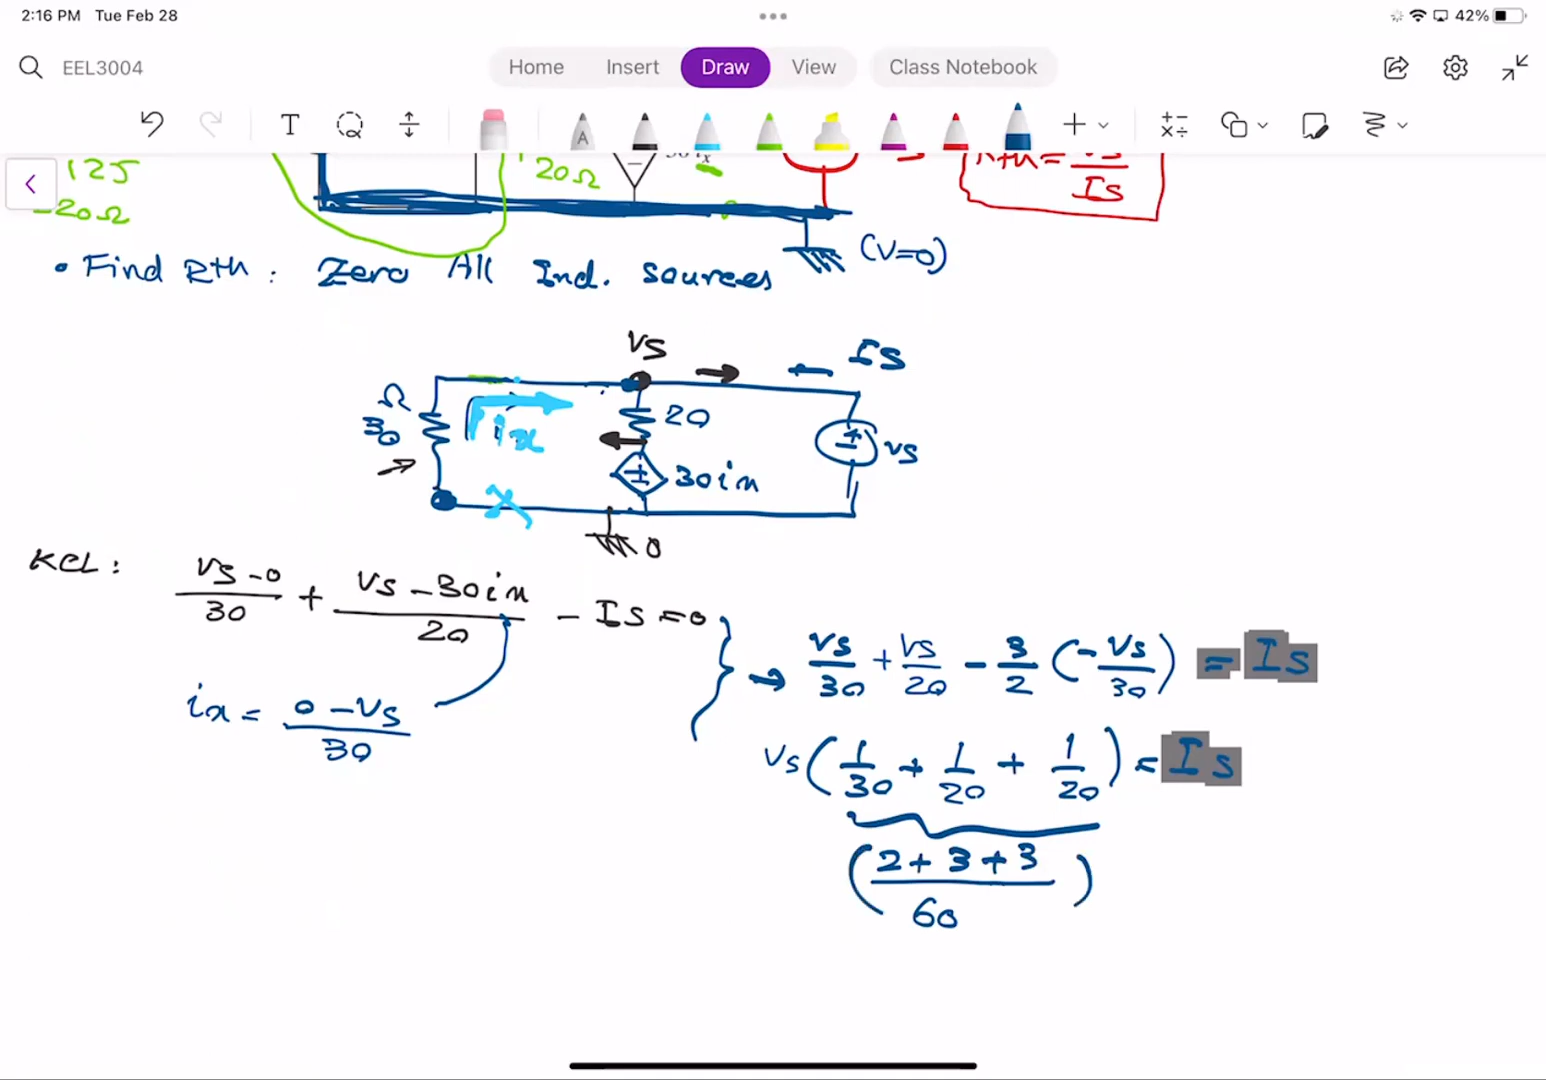 2:16 PM Tue Feb 28
42%
EEL3004
Home Insert Draw View Class Notebook
T
A
125
-20Ω
20Ω
Vs
Is
• Find Rth : Zero All Ind. sources
(V=0)
Vs
Is
Ω
30
ix
20
30ix
Vs
0
KCL :
Vs - 0 / 30 + Vs - 30ix / 20 - Is = 0
ix = 0 - Vs / 30
→ Vs / 30 + Vs / 20 - 3 / 2 (- Vs / 30) = Is
Vs ( 1 / 30 + 1 / 20 + 1 / 20 ) = Is
( 2 + 3 + 3 / 60 )